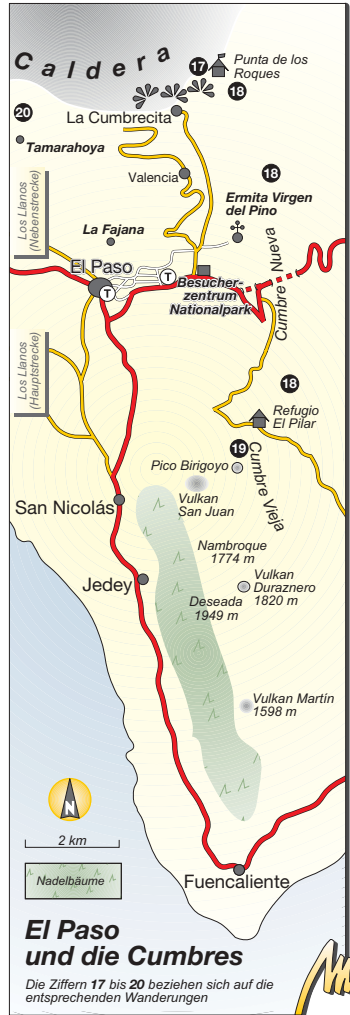 Caldera
17
Punta de los
Roques
18
20
La Cumbrecita
Tamarahoya
Valencia
18
Ermita Virgen
del Pino
Los Llanos
(Nebenstrecke)
La Fajana
Cumbre Nueva
El Paso
T
T
Besucher-
zentrum
Nationalpark
Los Llanos
(Hauptstrecke)
18
Refugio
El Pilar
19
Cumbre Vieja
Pico Birigoyo
Vulkan
San Juan
San Nicolás
Nambroque
1774 m
Jedey
Vulkan
Duraznero
1820 m
Deseada
1949 m
Vulkan Martín
1598 m
N
2 km
Nadelbäume
Fuencaliente
El Paso
und die Cumbres
Die Ziffern 17 bis 20 beziehen sich auf die
entsprechenden Wanderungen